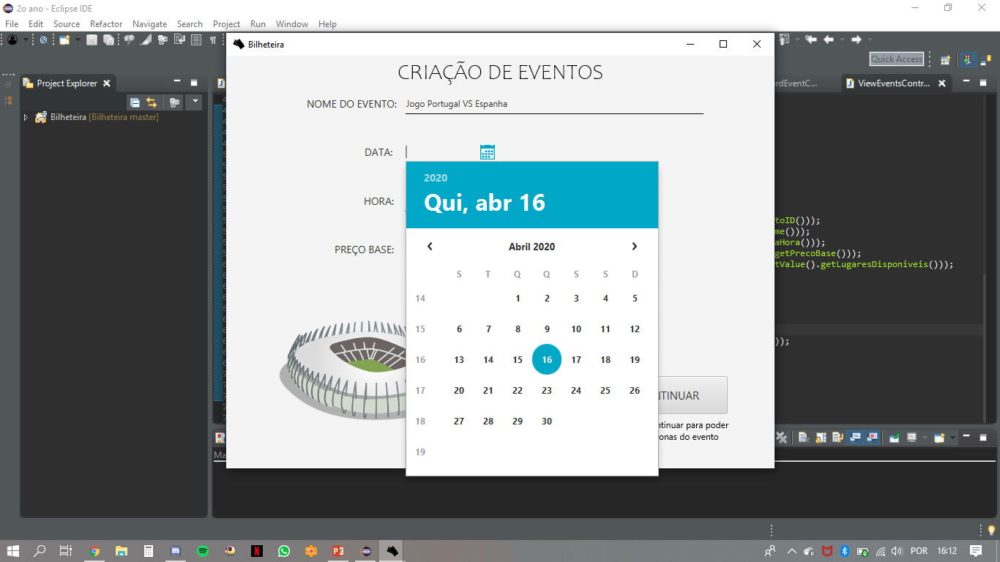 2o ano - Eclipse IDE
File Edit Source Refactor Navigate Search Project Run Window Help
Bilheteira
Quick Access
Project Explorer
rdEventC...
ViewEventsContr...
Bilheteira [Bilheteira master]
CRIAÇÃO DE EVENTOS
NOME DO EVENTO: Jogo Portugal VS Espanha
DATA:
HORA:
PREÇO BASE:
2020
Qui, abr 16
Abril 2020
S T Q Q S S D
14 1 2 3 4 5
15 6 7 8 9 10 11 12
16 13 14 15 16 17 18 19
17 20 21 22 23 24 25 26
18 27 28 29 30
19
toID()));
me()));
aHora()));
getPrecoBase()));
tValue().getLugaresDisponiveis()));
));
NTINUAR
ntinuar para poder
onas do evento
Ma
POR 16:12